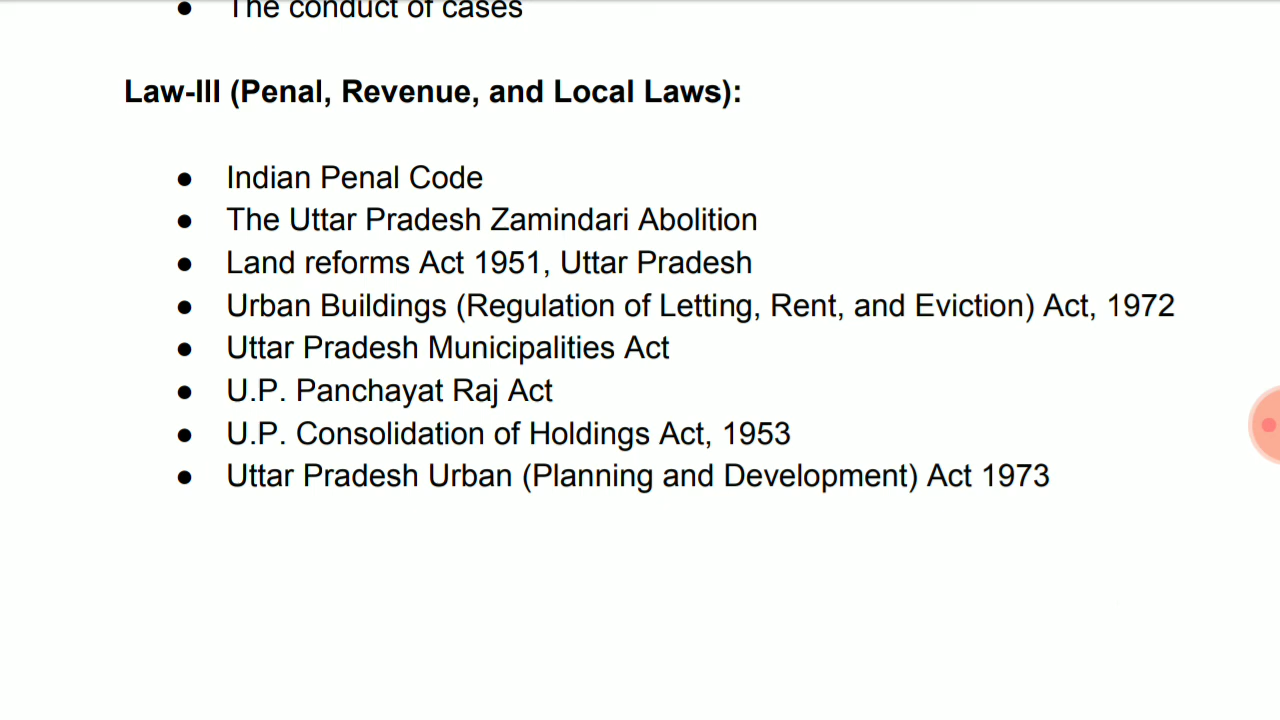 ● The conduct of cases
Law-III (Penal, Revenue, and Local Laws):
● Indian Penal Code
● The Uttar Pradesh Zamindari Abolition
● Land reforms Act 1951, Uttar Pradesh
● Urban Buildings (Regulation of Letting, Rent, and Eviction) Act, 1972
● Uttar Pradesh Municipalities Act
● U.P. Panchayat Raj Act
● U.P. Consolidation of Holdings Act, 1953
● Uttar Pradesh Urban (Planning and Development) Act 1973